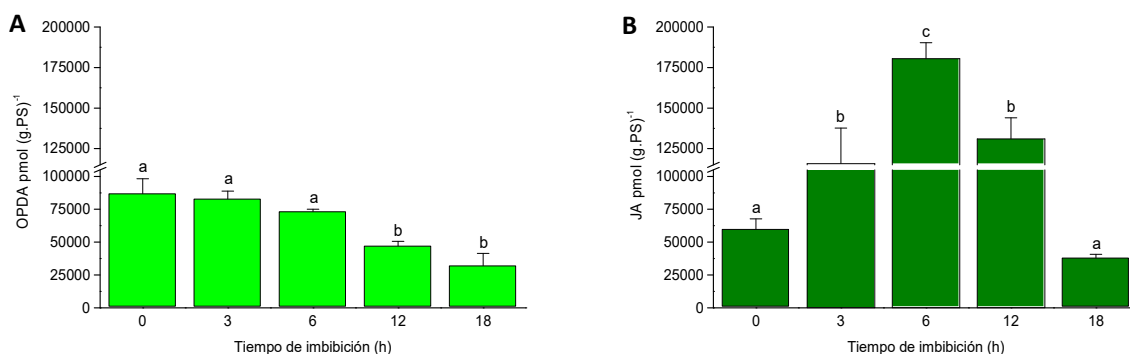 A
OPDA pmol (g.PS)⁻¹
200000
175000
150000
125000
100000
75000
50000
25000
0
a
a
a
b
b
0 3 6 12 18
Tiempo de imbibición (h)
B
JA pmol (g.PS)⁻¹
200000
175000
150000
125000
100000
75000
50000
25000
0
a
b
c
b
a
0 3 6 12 18
Tiempo de imbibición (h)